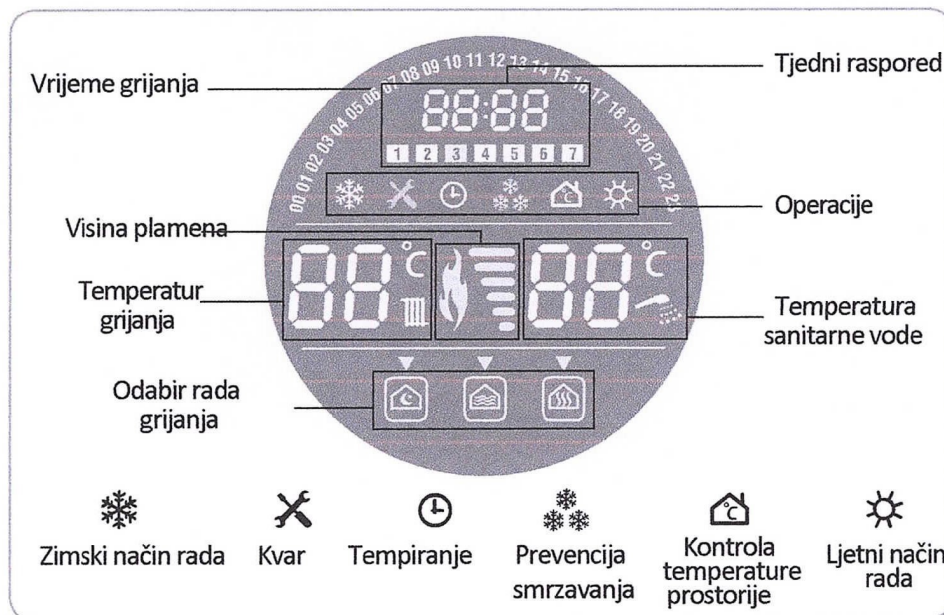 Vrijeme grijanja
Tjedni raspored
00 01 02 03 04 05 06 07 08 09 10 11 12 13 14 15 16 17 18 19 20 21 22 23
88:88
1 2 3 4 5 6 7
°C
Operacije
Visina plamena
88 °C
88 °C
Temperatur
grijanja
Temperatura
sanitarne vode
Odabir rada
grijanja
°C
Zimski način rada
Kvar
Tempiranje
Prevencija
smrzavanja
Kontrola
temperature
prostorije
Ljetni način
rada